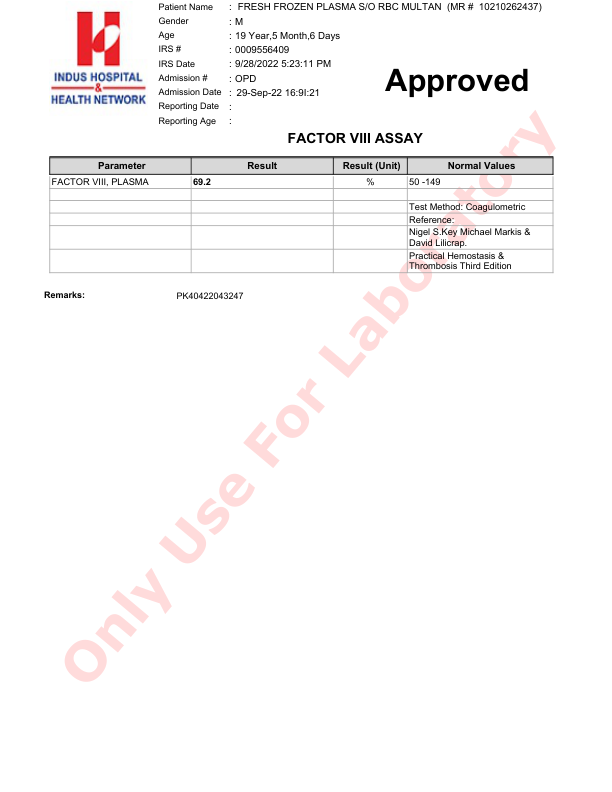 INDUS HOSPITAL
&
HEALTH NETWORK
Patient Name : FRESH FROZEN PLASMA S/O RBC MULTAN (MR # 10210262437)
Gender : M
Age : 19 Year,5 Month,6 Days
IRS # : 0009556409
IRS Date : 9/28/2022 5:23:11 PM
Admission # : OPD
Admission Date : 29-Sep-22 16:9I:21
Reporting Date :
Reporting Age :
Approved
FACTOR VIII ASSAY
Parameter Result Result (Unit) Normal Values
FACTOR VIII, PLASMA 69.2 % 50 -149
Test Method: Coagulometric
Reference:
Nigel S.Key Michael Markis &
David Lilicrap.
Practical Hemostasis &
Thrombosis Third Edition
Remarks: PK40422043247
Only Use For Laboratory